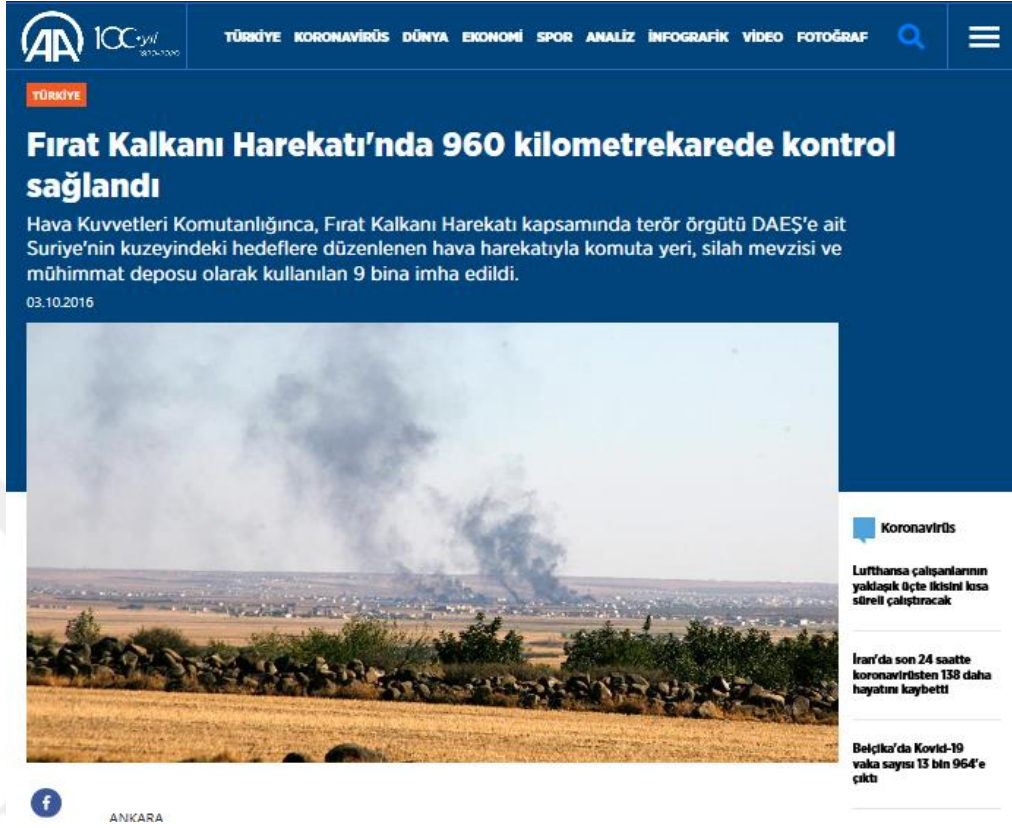 AA 100.yıl
1920-2020
TÜRKİYE KORONAVİRÜS DÜNYA EKONOMİ SPOR ANALİZ İNFOGRAFİK VİDEO FOTOĞRAF
TÜRKİYE
Fırat Kalkanı Harekatı'nda 960 kilometrekarede kontrol
sağlandı
Hava Kuvvetleri Komutanlığınca, Fırat Kalkanı Harekatı kapsamında terör örgütü DAEŞ'e ait
Suriye'nin kuzeyindeki hedeflere düzenlenen hava harekatıyla komuta yeri, silah mevzisi ve
mühimmat deposu olarak kullanılan 9 bina imha edildi.
03.10.2016
Koronavirüs
Lufthansa çalışanlarının
yaklaşık üçte ikisini kısa
süreli çalıştıracak
İran'da son 24 saatte
koronavirüsten 138 daha
hayatını kaybetti
Belçika'da Kovid-19
vaka sayısı 13 bin 964'e
çıktı
f
ANKARA